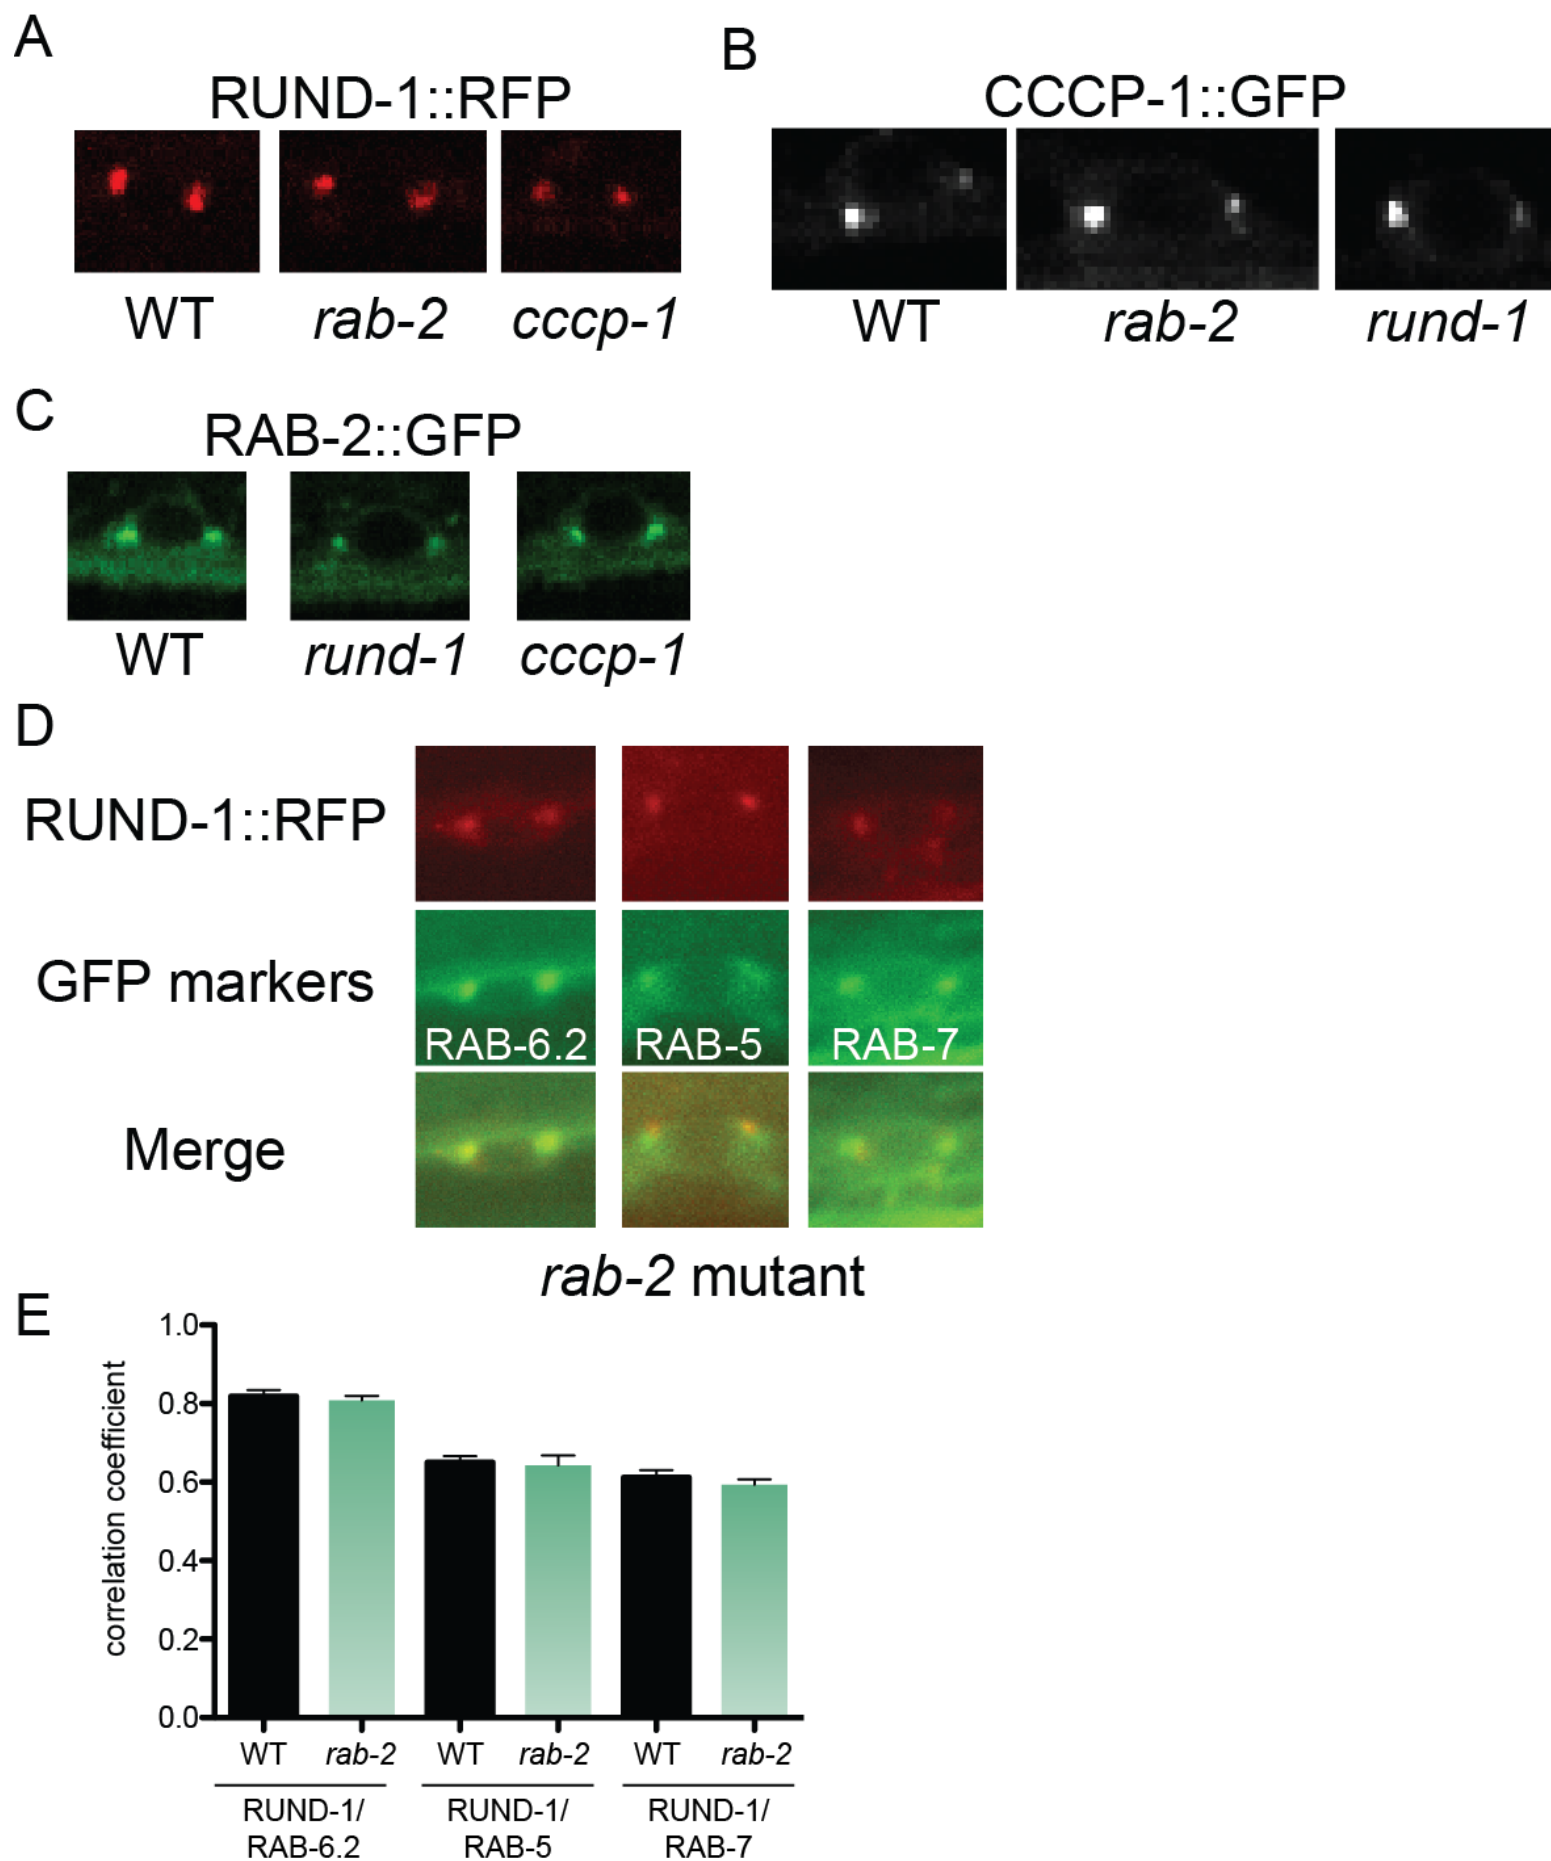 A
RUND-1::RFP
WT rab-2 cccp-1
B
CCCP-1::GFP
WT rab-2 rund-1
C
RAB-2::GFP
WT rund-1 cccp-1
D
RUND-1::RFP
GFP markers
RAB-6.2 RAB-5 RAB-7
Merge
rab-2 mutant
E
correlation coefficient
1.0
0.8
0.6
0.4
0.2
0.0
WT rab-2 WT rab-2 WT rab-2
RUND-1/ RUND-1/ RUND-1/
RAB-6.2 RAB-5 RAB-7